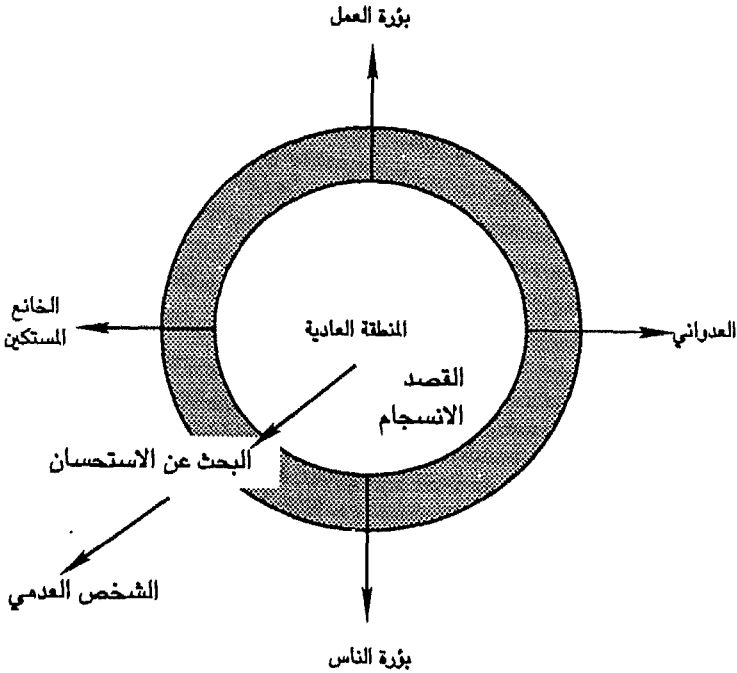 بؤرة العمل
الخانع
المستكين
العدواني
المنطقة العادية
القصد
الانسجام
البحث عن الاستحسان
الشخص العدمي
بؤرة الناس